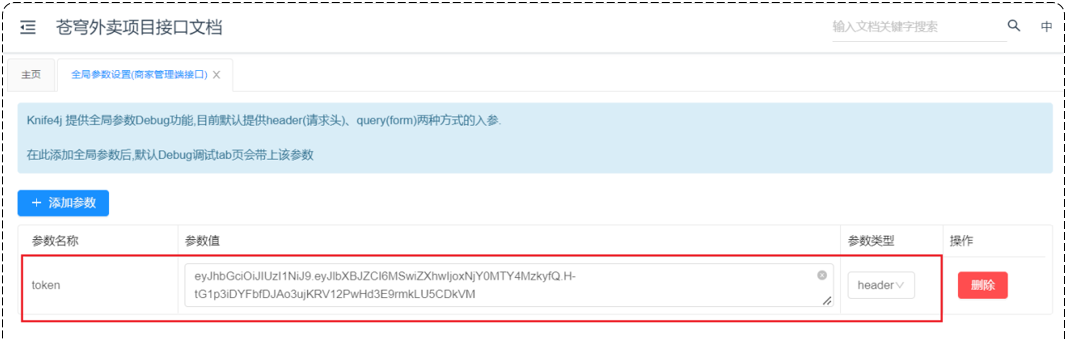 苍穹外卖项目接口文档
输入文档关键字搜索
中
主页
全局参数设置(商家管理端接口)
Knife4j 提供全局参数Debug功能,目前默认提供header(请求头)、query(form)两种方式的入参.
在此添加全局参数后,默认Debug调试tab页会带上该参数
+ 添加参数
参数名称
参数值
参数类型
操作
token
eyJhbGciOiJIUzI1NiJ9.eyJlbXBJZCI6MSwiZXhwIjoxNjY0MTY4MzkyfQ.H-
tG1p3iDYFbfDJAo3ujKRV12PwHd3E9rmkLU5CDkVM
header
删除